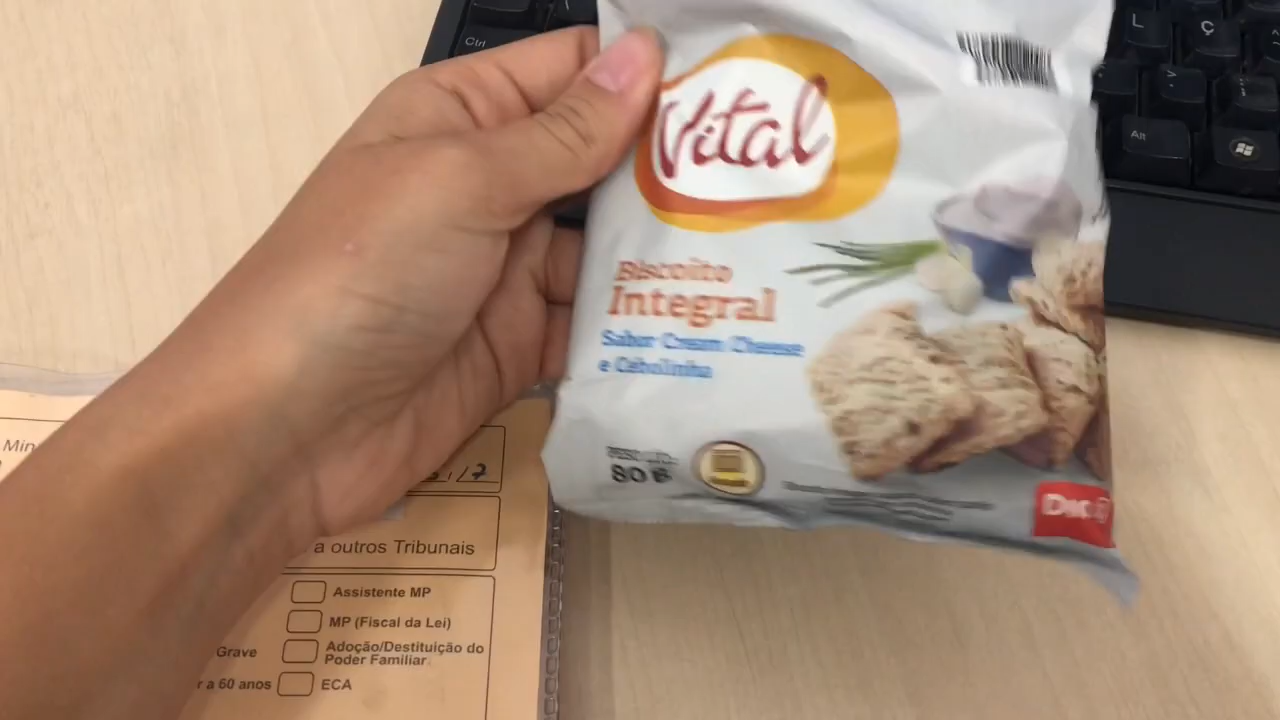 Ctrl
L
Ç
V
Alt
Vital
Biscoito
Integral
Sabor Cream Cheese
e Cebolinha
80 G
Min
a outros Tribunais
Assistente MP
MP (Fiscal da Lei)
Grave
Adoção/Destituição do
Poder Familiar
r a 60 anos
ECA